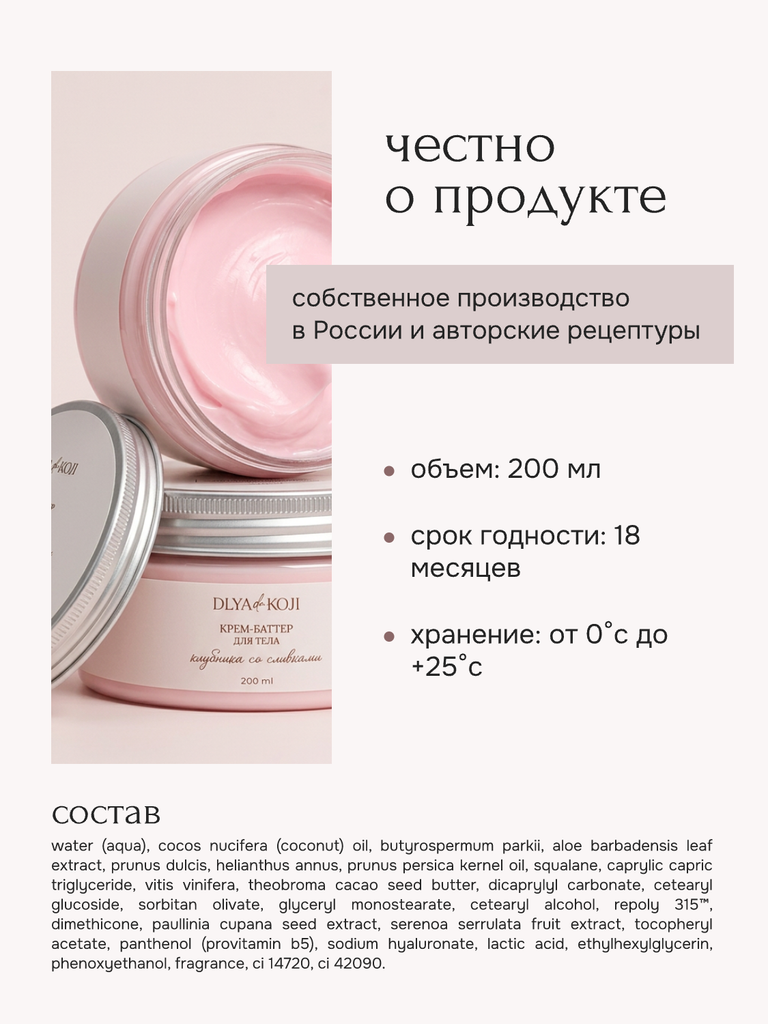 честно
о продукте
собственное производство
в России и авторские рецептуры
объем: 200 мл
срок годности: 18
месяцев
хранение: от 0°с до
+25°с
KOJI
DLYA du KOJI
КРЕМ-БАТТЕР
ДЛЯ ТЕЛА
клубника со сливками
200 ml
состав
water (aqua), cocos nucifera (coconut) oil, butyrospermum parkii, aloe barbadensis leaf
extract, prunus dulcis, helianthus annus, prunus persica kernel oil, squalane, caprylic capric
triglyceride, vitis vinifera, theobroma cacao seed butter, dicaprylyl carbonate, cetearyl
glucoside, sorbitan olivate, glyceryl monostearate, cetearyl alcohol, repoly 315™,
dimethicone, paullinia cupana seed extract, serenoa serrulata fruit extract, tocopheryl
acetate, panthenol (provitamin b5), sodium hyaluronate, lactic acid, ethylhexylglycerin,
phenoxyethanol, fragrance, ci 14720, ci 42090.